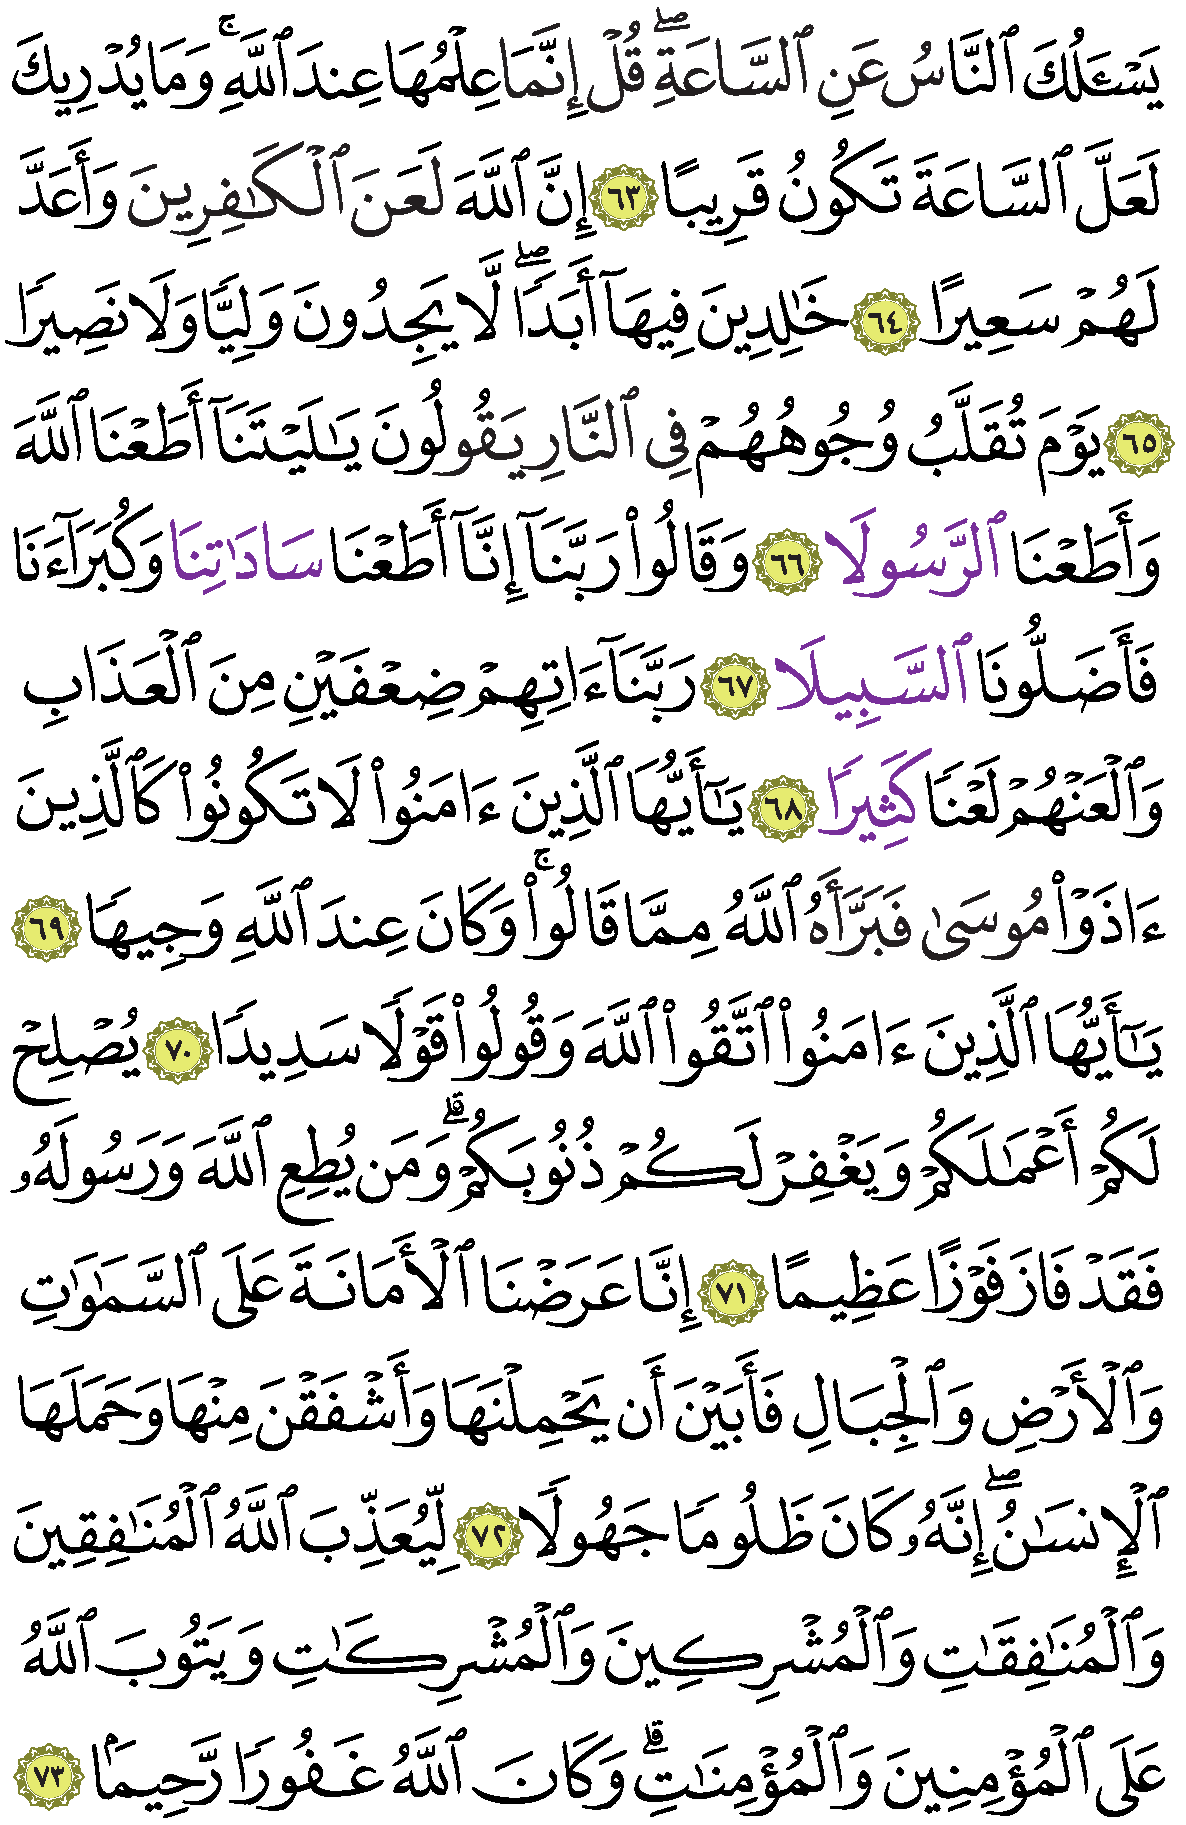 يَسْـَٔلُكَ ٱلنَّاسُ عَنِ ٱلسَّاعَةِۖ قُلْ إِنَّمَا عِلْمُهَا عِندَ ٱللَّهِۚ وَمَا يُدْرِيكَ
لَعَلَّ ٱلسَّاعَةَ تَكُونُ قَرِيبًا ٦٣ إِنَّ ٱللَّهَ لَعَنَ ٱلْكَٰفِرِينَ وَأَعَدَّ
لَهُمْ سَعِيرًا ٦٤ خَٰلِدِينَ فِيهَآ أَبَدًاۖ لَّا يَجِدُونَ وَلِيًّا وَلَا نَصِيرًا
٦٥ يَوْمَ تُقَلَّبُ وُجُوهُهُمْ فِى ٱلنَّارِ يَقُولُونَ يَٰلَيْتَنَآ أَطَعْنَا ٱللَّهَ
وَأَطَعْنَا ٱلرَّسُولَا ٦٦ وَقَالُوا۟ رَبَّنَآ إِنَّآ أَطَعْنَا سَادَٰتِنَا وَكُبَرَآءَنَا
فَأَضَلُّونَا ٱلسَّبِيلَا ٦٧ رَبَّنَآ ءَاتِهِمْ ضِعْفَيْنِ مِنَ ٱلْعَذَابِ
وَٱلْعَنْهُمْ لَعْنًا كَثِيرًا ٦٨ يَٰٓأَيُّهَا ٱلَّذِينَ ءَامَنُوا۟ لَا تَكُونُوا۟ كَٱلَّذِينَ
ءَاذَوْا۟ مُوسَىٰ فَبَرَّأَهُ ٱللَّهُ مِمَّا قَالُوا۟ۚ وَكَانَ عِندَ ٱللَّهِ وَجِيهًا ٦٩
يَٰٓأَيُّهَا ٱلَّذِينَ ءَامَنُوا۟ ٱتَّقُوا۟ ٱللَّهَ وَقُولُوا۟ قَوْلًا سَدِيدًا ٧٠ يُصْلِحْ
لَكُمْ أَعْمَٰلَكُمْ وَيَغْفِرْ لَكُمْ ذُنُوبَكُمْۗ وَمَن يُطِعِ ٱللَّهَ وَرَسُولَهُۥ
فَقَدْ فَازَ فَوْزًا عَظِيمًا ٧١ إِنَّا عَرَضْنَا ٱلْأَمَانَةَ عَلَى ٱلسَّمَٰوَٰتِ
وَٱلْأَرْضِ وَٱلْجِبَالِ فَأَبَيْنَ أَن يَحْمِلْنَهَا وَأَشْفَقْنَ مِنْهَا وَحَمَلَهَا
ٱلْإِنسَٰنُۖ إِنَّهُۥ كَانَ ظَلُومًا جَهُولًا ٧٢ لِّيُعَذِّبَ ٱللَّهُ ٱلْمُنَٰفِقِينَ
وَٱلْمُنَٰفِقَٰتِ وَٱلْمُشْرِكِينَ وَٱلْمُشْرِكَٰتِ وَيَتُوبَ ٱللَّهُ
عَلَى ٱلْمُؤْمِنِينَ وَٱلْمُؤْمِنَٰتِۗ وَكَانَ ٱللَّهُ غَفُورًا رَّحِيمًۢا ٧٣